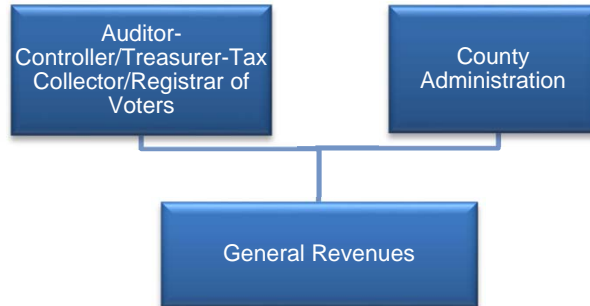 Auditor-
Controller/Treasurer-Tax
Collector/Registrar of
Voters
County
Administration
General Revenues